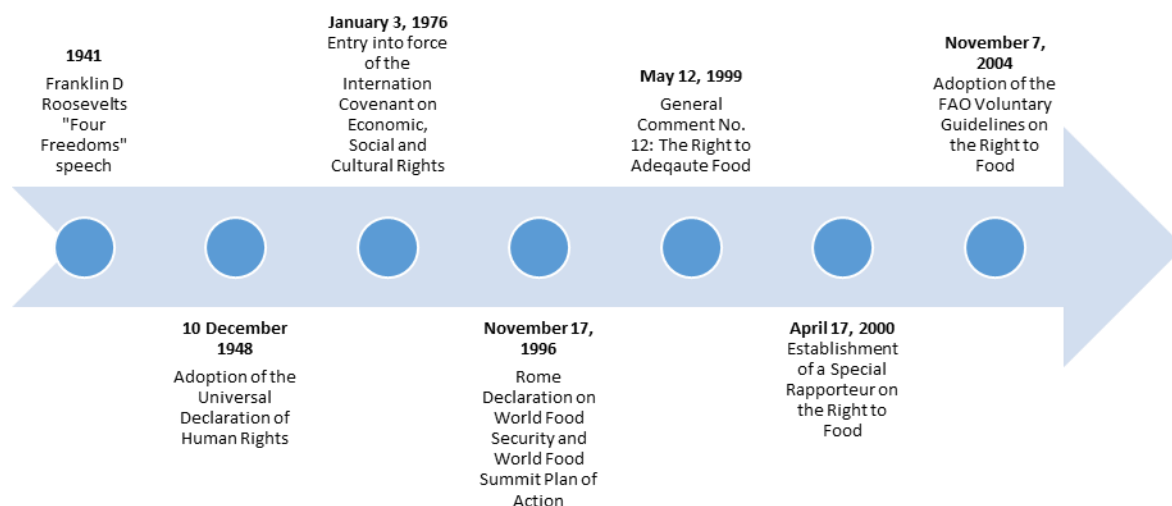 1941
Franklin D
Roosevelts
"Four
Freedoms"
speech
10 December
1948
Adoption of the
Universal
Declaration of
Human Rights
January 3, 1976
Entry into force
of the
Internation
Covenant on
Economic,
Social and
Cultural Rights
November 17,
1996
Rome
Declaration on
World Food
Security and
World Food
Summit Plan of
Action
May 12, 1999
General
Comment No.
12: The Right to
Adeqaute Food
April 17, 2000
Establishment
of a Special
Rapporteur on
the Right to
Food
November 7,
2004
Adoption of the
FAO Voluntary
Guidelines on
the Right to
Food